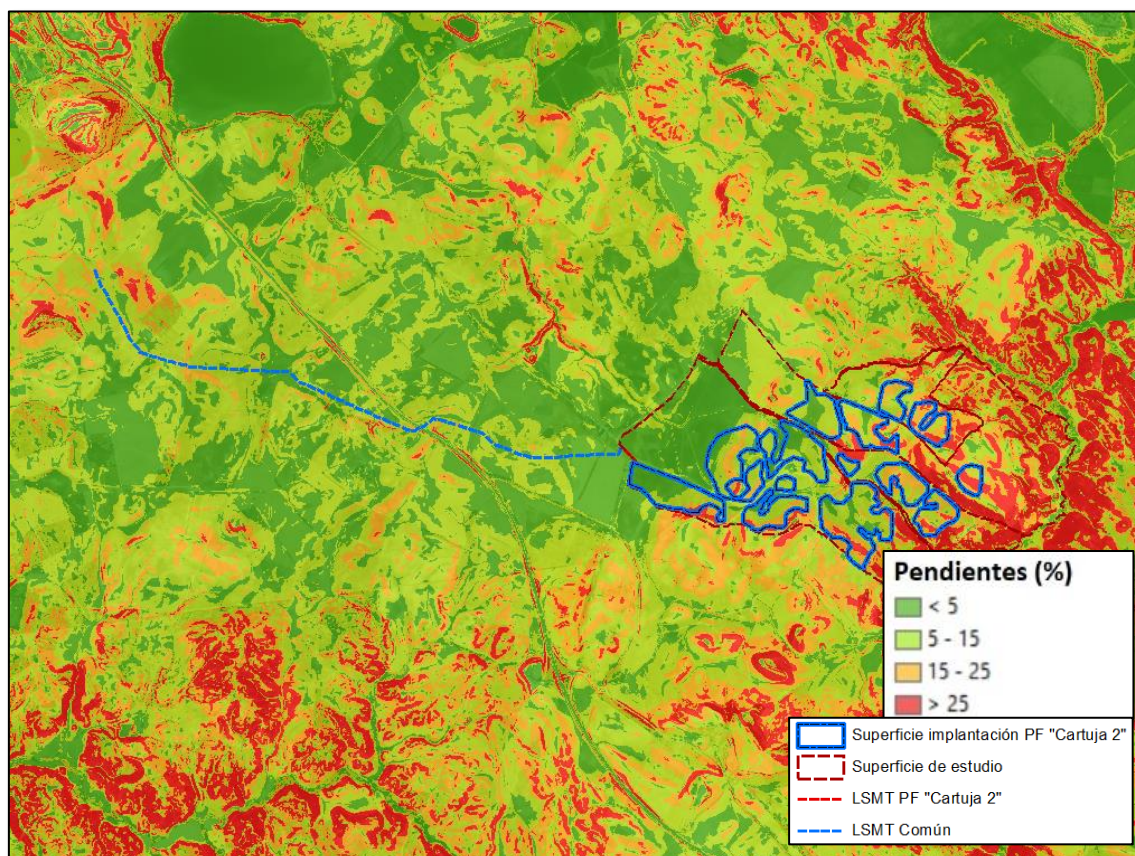 Pendientes (%)
< 5
5 - 15
15 - 25
> 25
Superficie implantación PF "Cartuja 2"
Superficie de estudio
LSMT PF "Cartuja 2"
LSMT Común